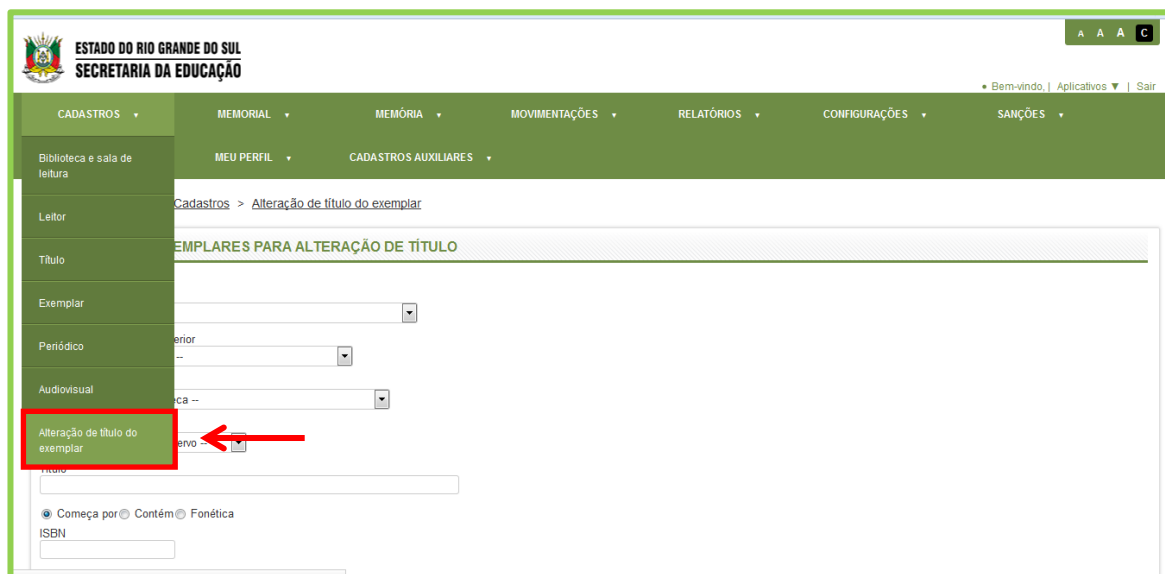 ESTADO DO RIO GRANDE DO SUL
SECRETARIA DA EDUCAÇÃO
A A A C
• Bem-vindo, | Aplicativos ▼ | Sair
CADASTROS ▼ MEMORIAL ▼ MEMÓRIA ▼ MOVIMENTAÇÕES ▼ RELATÓRIOS ▼ CONFIGURAÇÕES ▼ SANÇÕES ▼
MEU PERFIL ▼ CADASTROS AUXILIARES ▼
Biblioteca e sala de
leitura
Leitor
Título
Exemplar
Periódico
Audiovisual
Alteração de título do
exemplar
Cadastros > Alteração de título do exemplar
EMPLARES PARA ALTERAÇÃO DE TÍTULO
erior
--
eca --
ervo --
Título
Começa por Contém Fonética
ISBN